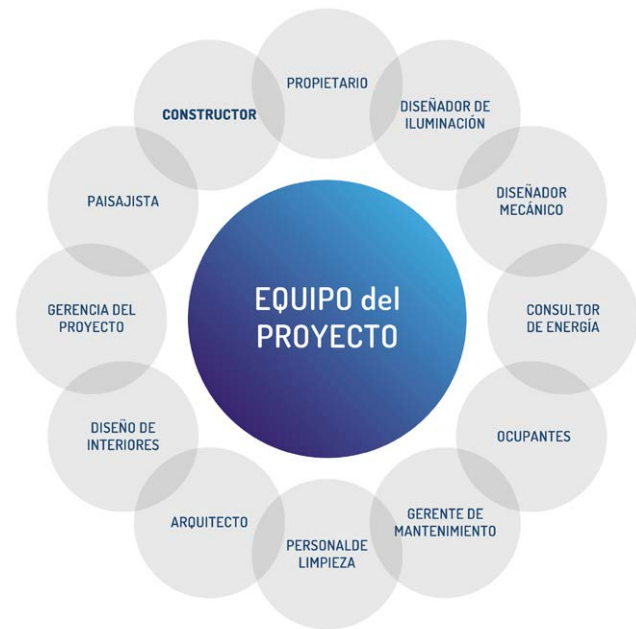 PROPIETARIO
DISEÑADOR DE
ILUMINACIÓN
DISEÑADOR
MECÁNICO
CONSULTOR
DE ENERGÍA
OCUPANTES
GERENTE DE
MANTENIMIENTO
PERSONALDE
LIMPIEZA
ARQUITECTO
DISEÑO DE
INTERIORES
GERENCIA DEL
PROYECTO
PAISAJISTA
CONSTRUCTOR
EQUIPO del
PROYECTO